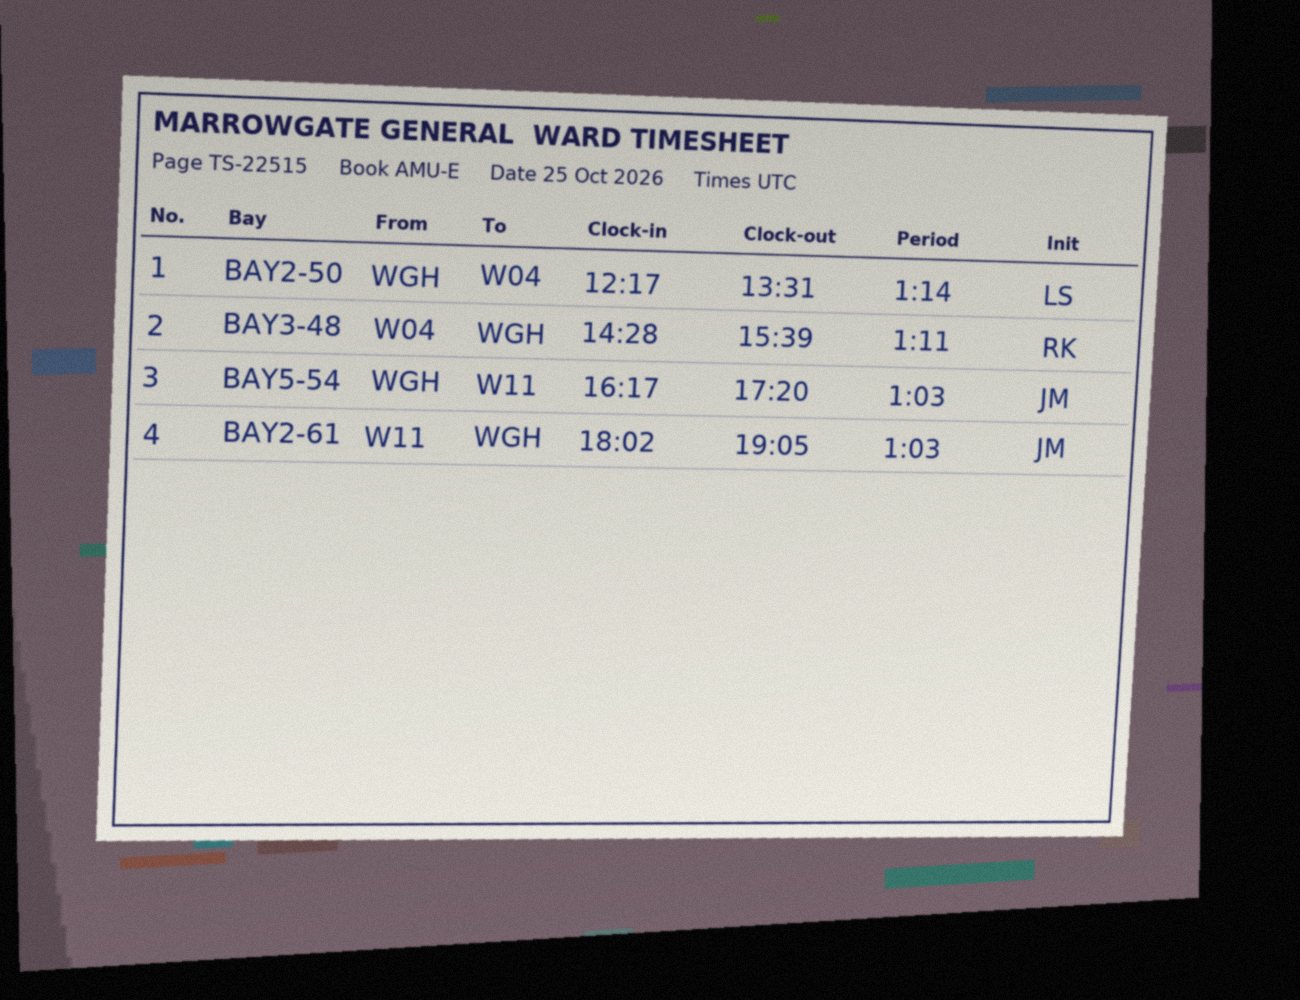 MARROWGATE GENERAL WARD TIMESHEET
Page TS-22515 Book AMU-E Date 25 Oct 2026 Times UTC
No. Bay From To Clock-in Clock-out Period Init
1 BAY2-50 WGH W04 12:17 13:31 1:14 LS
2 BAY3-48 W04 WGH 14:28 15:39 1:11 RK
3 BAY5-54 WGH W11 16:17 17:20 1:03 JM
4 BAY2-61 W11 WGH 18:02 19:05 1:03 JM